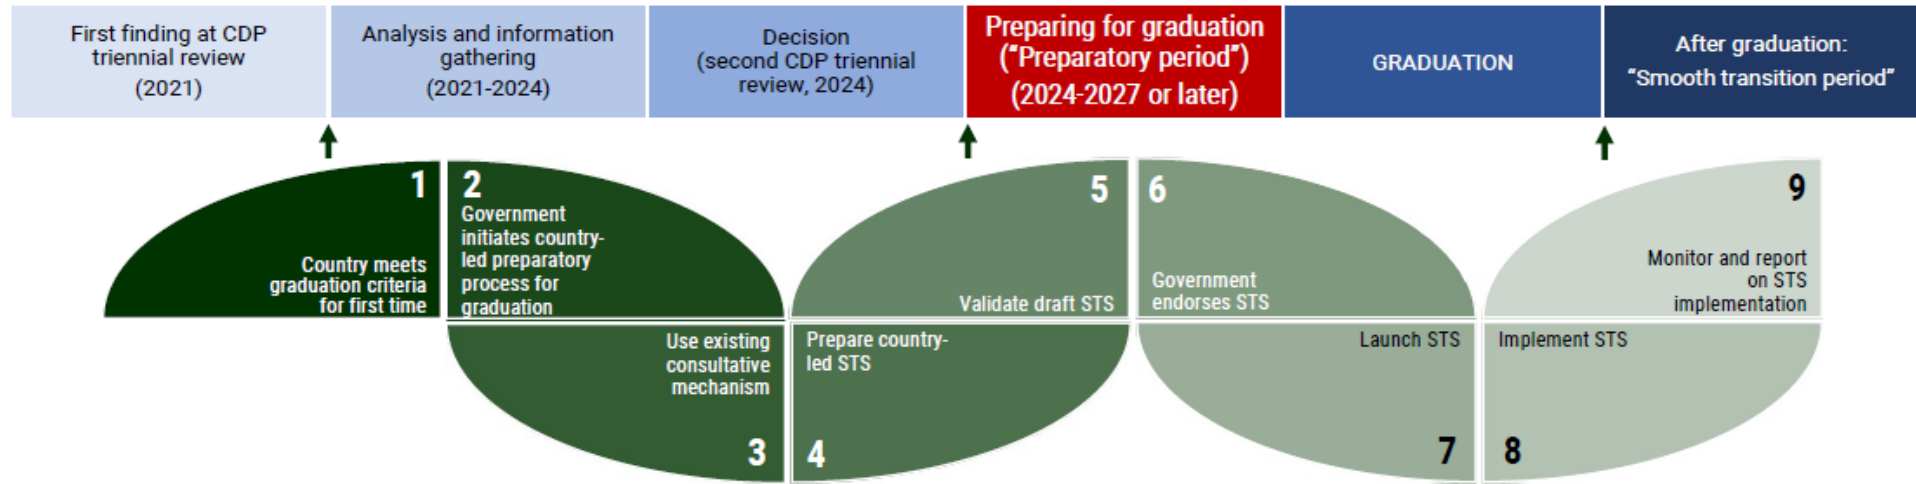 First finding at CDP
triennial review
(2021)
Analysis and information
gathering
(2021-2024)
Decision
(second CDP triennial
review, 2024)
Preparing for graduation
(“Preparatory period”)
(2024-2027 or later)
GRADUATION
After graduation:
“Smooth transition period”
1
Country meets
graduation criteria
for first time
2
Government
initiates country-
led preparatory
process for
graduation
Use existing
consultative
mechanism
3
Prepare country-
led STS
4
5
Validate draft STS
6
Government
endorses STS
Launch STS
7
Implement STS
8
9
Monitor and report
on STS
implementation